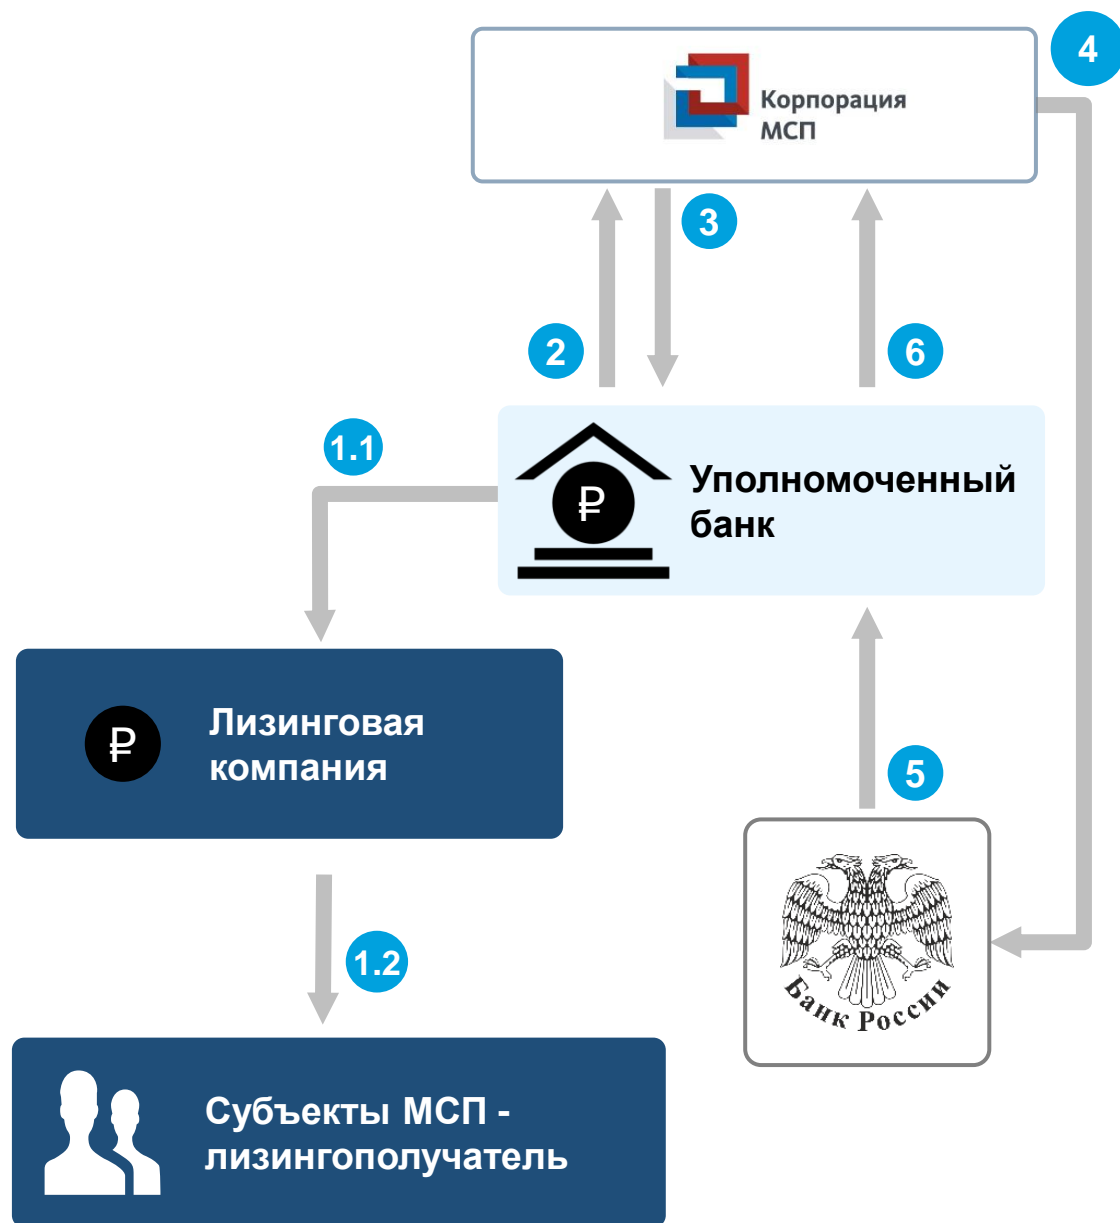 4
Корпорация
МСП
3
2
6
1.1
₽
Уполномоченный
банк
₽
Лизинговая
компания
5
1.2
Банк России
Субъекты МСП -
лизингополучатель